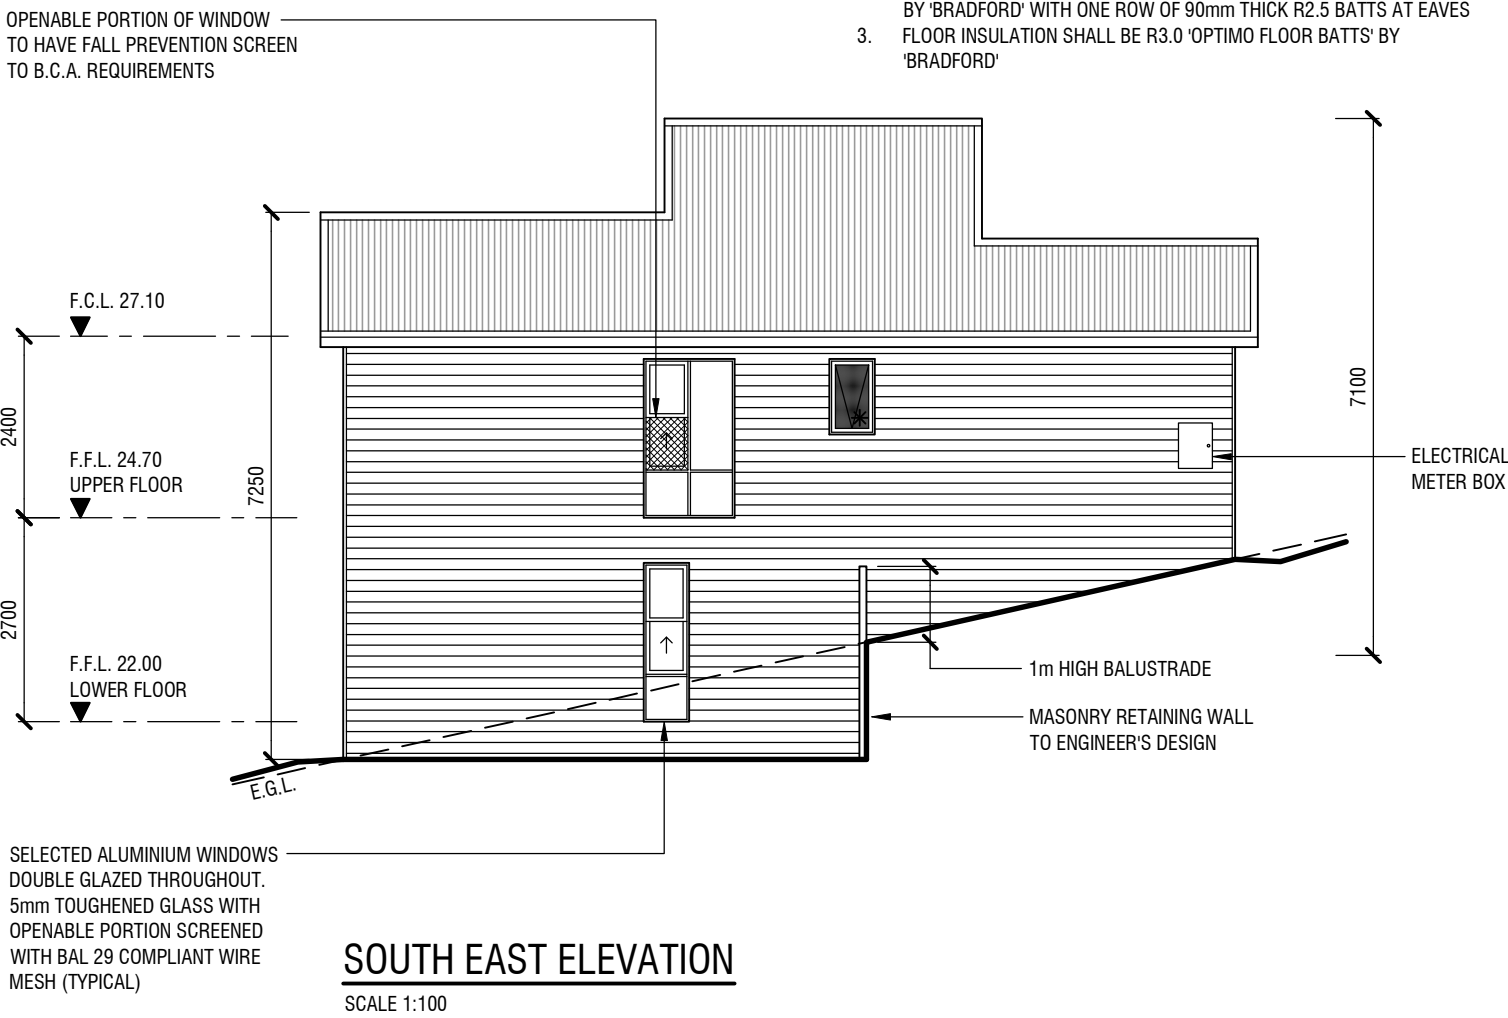 OPENABLE PORTION OF WINDOW
TO HAVE FALL PREVENTION SCREEN
TO B.C.A. REQUIREMENTS
BY 'BRADFORD' WITH ONE ROW OF 90mm THICK R2.5 BATTS AT EAVES
3. FLOOR INSULATION SHALL BE R3.0 'OPTIMO FLOOR BATTS' BY
'BRADFORD'
F.C.L. 27.10
2400
F.F.L. 24.70
UPPER FLOOR
7250
2700
F.F.L. 22.00
LOWER FLOOR
E.G.L.
7100
ELECTRICAL
METER BOX
1m HIGH BALUSTRADE
MASONRY RETAINING WALL
TO ENGINEER'S DESIGN
SELECTED ALUMINIUM WINDOWS
DOUBLE GLAZED THROUGHOUT.
5mm TOUGHENED GLASS WITH
OPENABLE PORTION SCREENED
WITH BAL 29 COMPLIANT WIRE
MESH (TYPICAL)
SOUTH EAST ELEVATION
SCALE 1:100